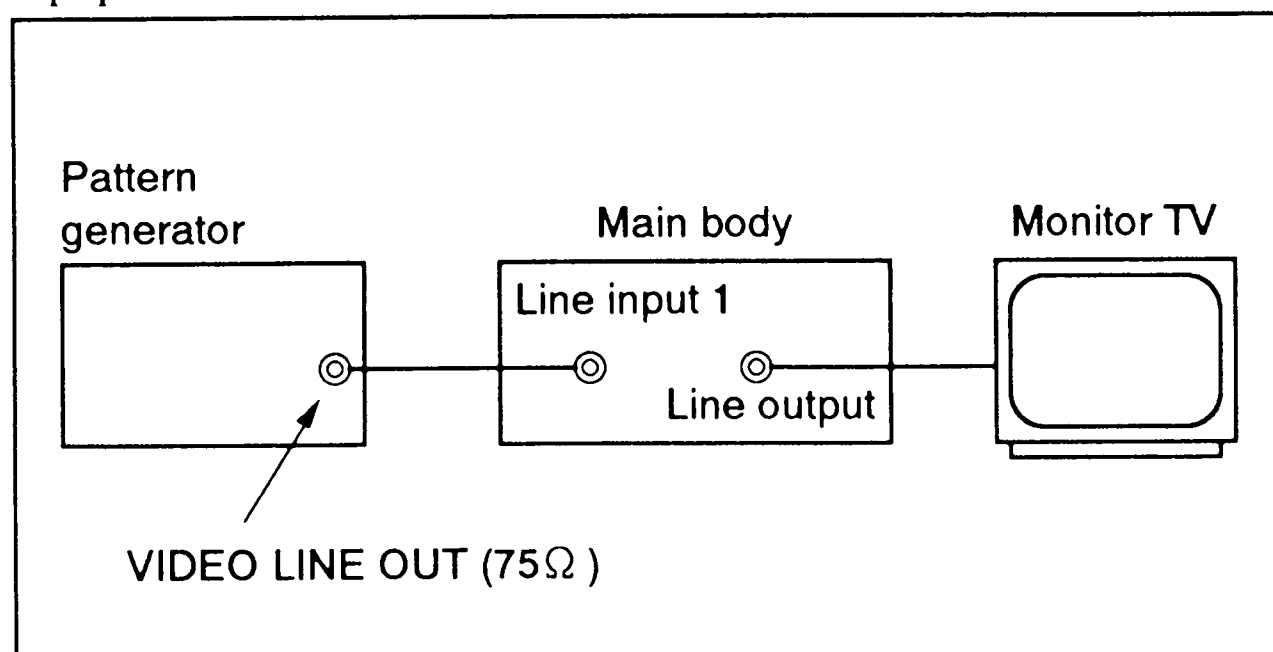 Pattern
generator
Main body
Monitor TV
Line input 1
Line output
VIDEO LINE OUT (75Ω )